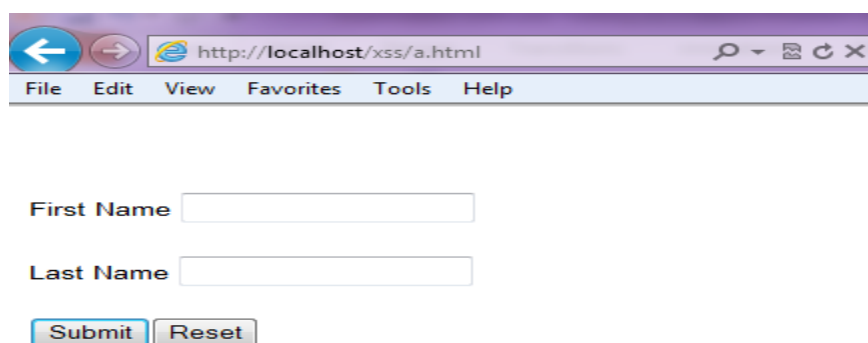 http://localhost/xss/a.html
File Edit View Favorites Tools Help
First Name
Last Name
Submit Reset